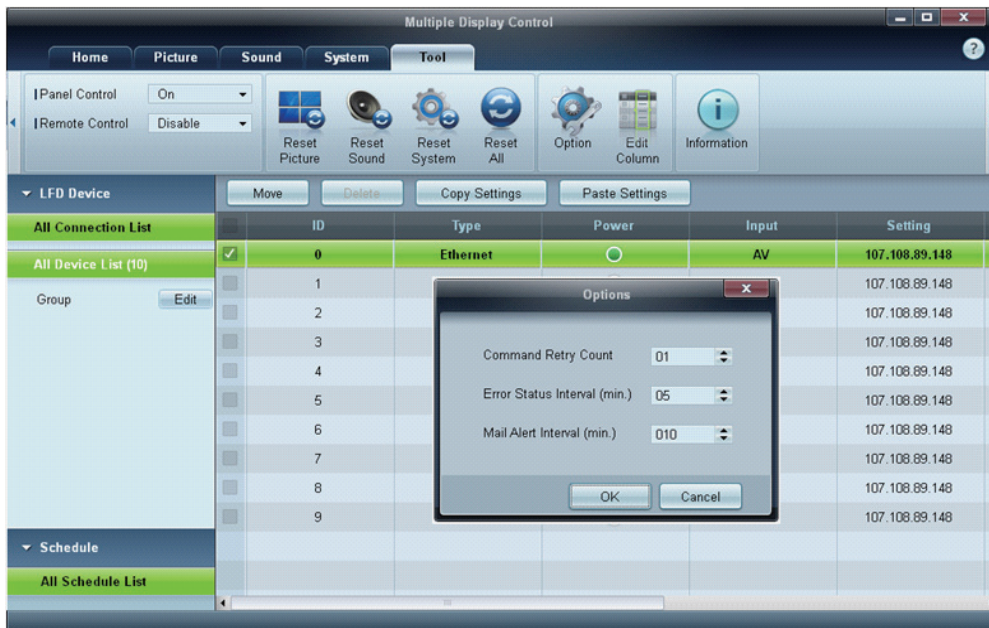 Multiple Display Control
Home Picture Sound System Tool
?
Panel Control On
Remote Control Disable
Reset Picture
Reset Sound
Reset System
Reset All
Option
Edit Column
Information
LFD Device
All Connection List
All Device List (10)
Group Edit
Schedule
All Schedule List
Move Delete Copy Settings Paste Settings
ID Type Power Input Setting
0 Ethernet AV 107.108.89.148
1 107.108.89.148
2 107.108.89.148
3 107.108.89.148
4 107.108.89.148
5 107.108.89.148
6 107.108.89.148
7 107.108.89.148
8 107.108.89.148
9 107.108.89.148
Options
Command Retry Count 01
Error Status Interval (min.) 05
Mail Alert Interval (min.) 010
OK Cancel